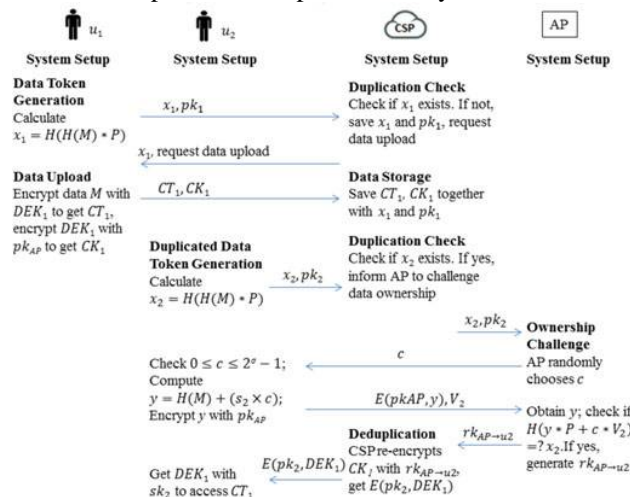 u₁
u₂
CSP
AP
System Setup
System Setup
System Setup
System Setup
Data Token
Generation
Calculate
x₁ = H(H(M) * P)
x₁, pk₁
Duplication Check
Check if x₁ exists. If not,
save x₁ and pk₁, request
data upload
x₁, request data upload
Data Upload
Encrypt data M with
DEK₁ to get CT₁,
encrypt DEK₁ with
pk_AP to get CK₁
CT₁, CK₁
Data Storage
Save CT₁, CK₁ together
with x₁ and pk₁
Duplicated Data
Token Generation
Calculate
x₂ = H(H(M) * P)
x₂, pk₂
Duplication Check
Check if x₂ exists. If yes,
inform AP to challenge
data ownership
x₂, pk₂
Ownership
Challenge
AP randomly
chooses c
c
Check 0 ≤ c ≤ 2^σ − 1;
Compute
y = H(M) + (s₂ × c);
Encrypt y with pk_AP
E(pkAP, y), V₂
Obtain y; check if
H(y * P + c * V₂)
=? x₂. If yes,
generate rk_AP→u2
rk_AP→u2
Deduplication
CSP re-encrypts
CK₁ with rk_AP→u2,
get E(pk₂, DEK₁)
E(pk₂, DEK₁)
Get DEK₁ with
sk₂ to access CT₁